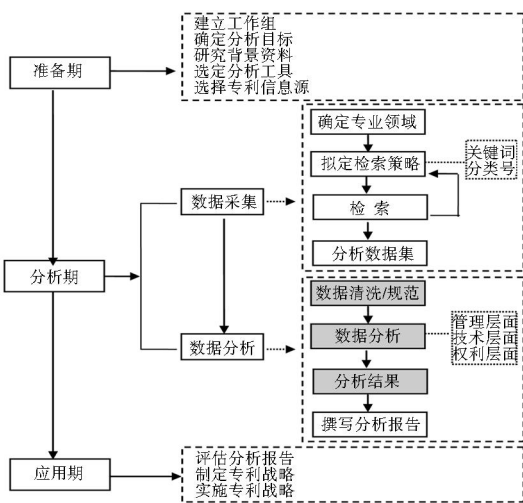 建立工作组
确定分析目标
研究背景资料
选定分析工具
选择专利信息源
准备期
确定专业领域
拟定检索策略
关键词
分类号
数据采集
检 索
分析数据集
分析期
数据清洗/规范
数据分析
管理层面
技术层面
权利层面
数据分析
分析结果
撰写分析报告
应用期
评估分析报告
制定专利战略
实施专利战略